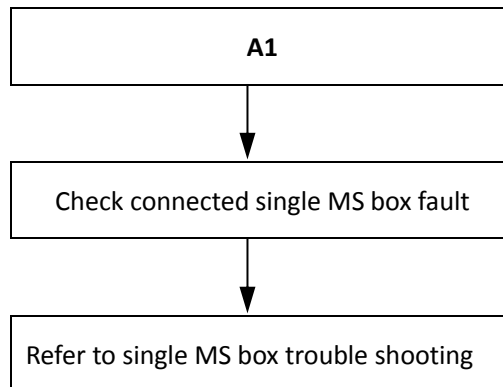 A1
Check connected single MS box fault
Refer to single MS box trouble shooting